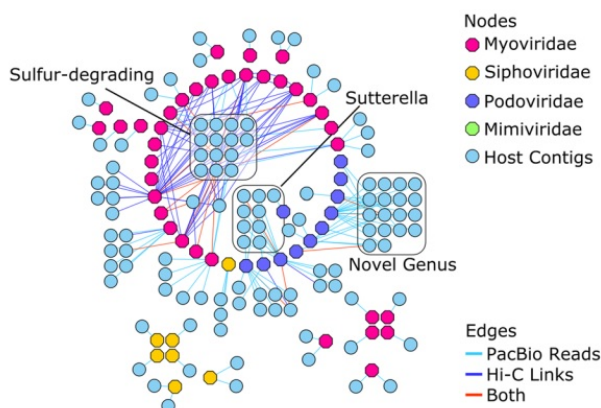 Nodes
Myoviridae
Siphoviridae
Podoviridae
Mimiviridae
Host Contigs
Sulfur-degrading
Sutterella
Novel Genus
Edges
PacBio Reads
Hi-C Links
Both